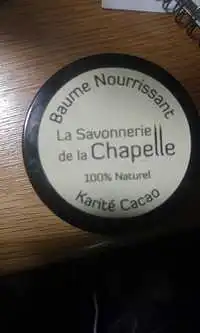 Baume Nourrissant
La Savonnerie
de la Chapelle
100% Naturel
Karité Cacao